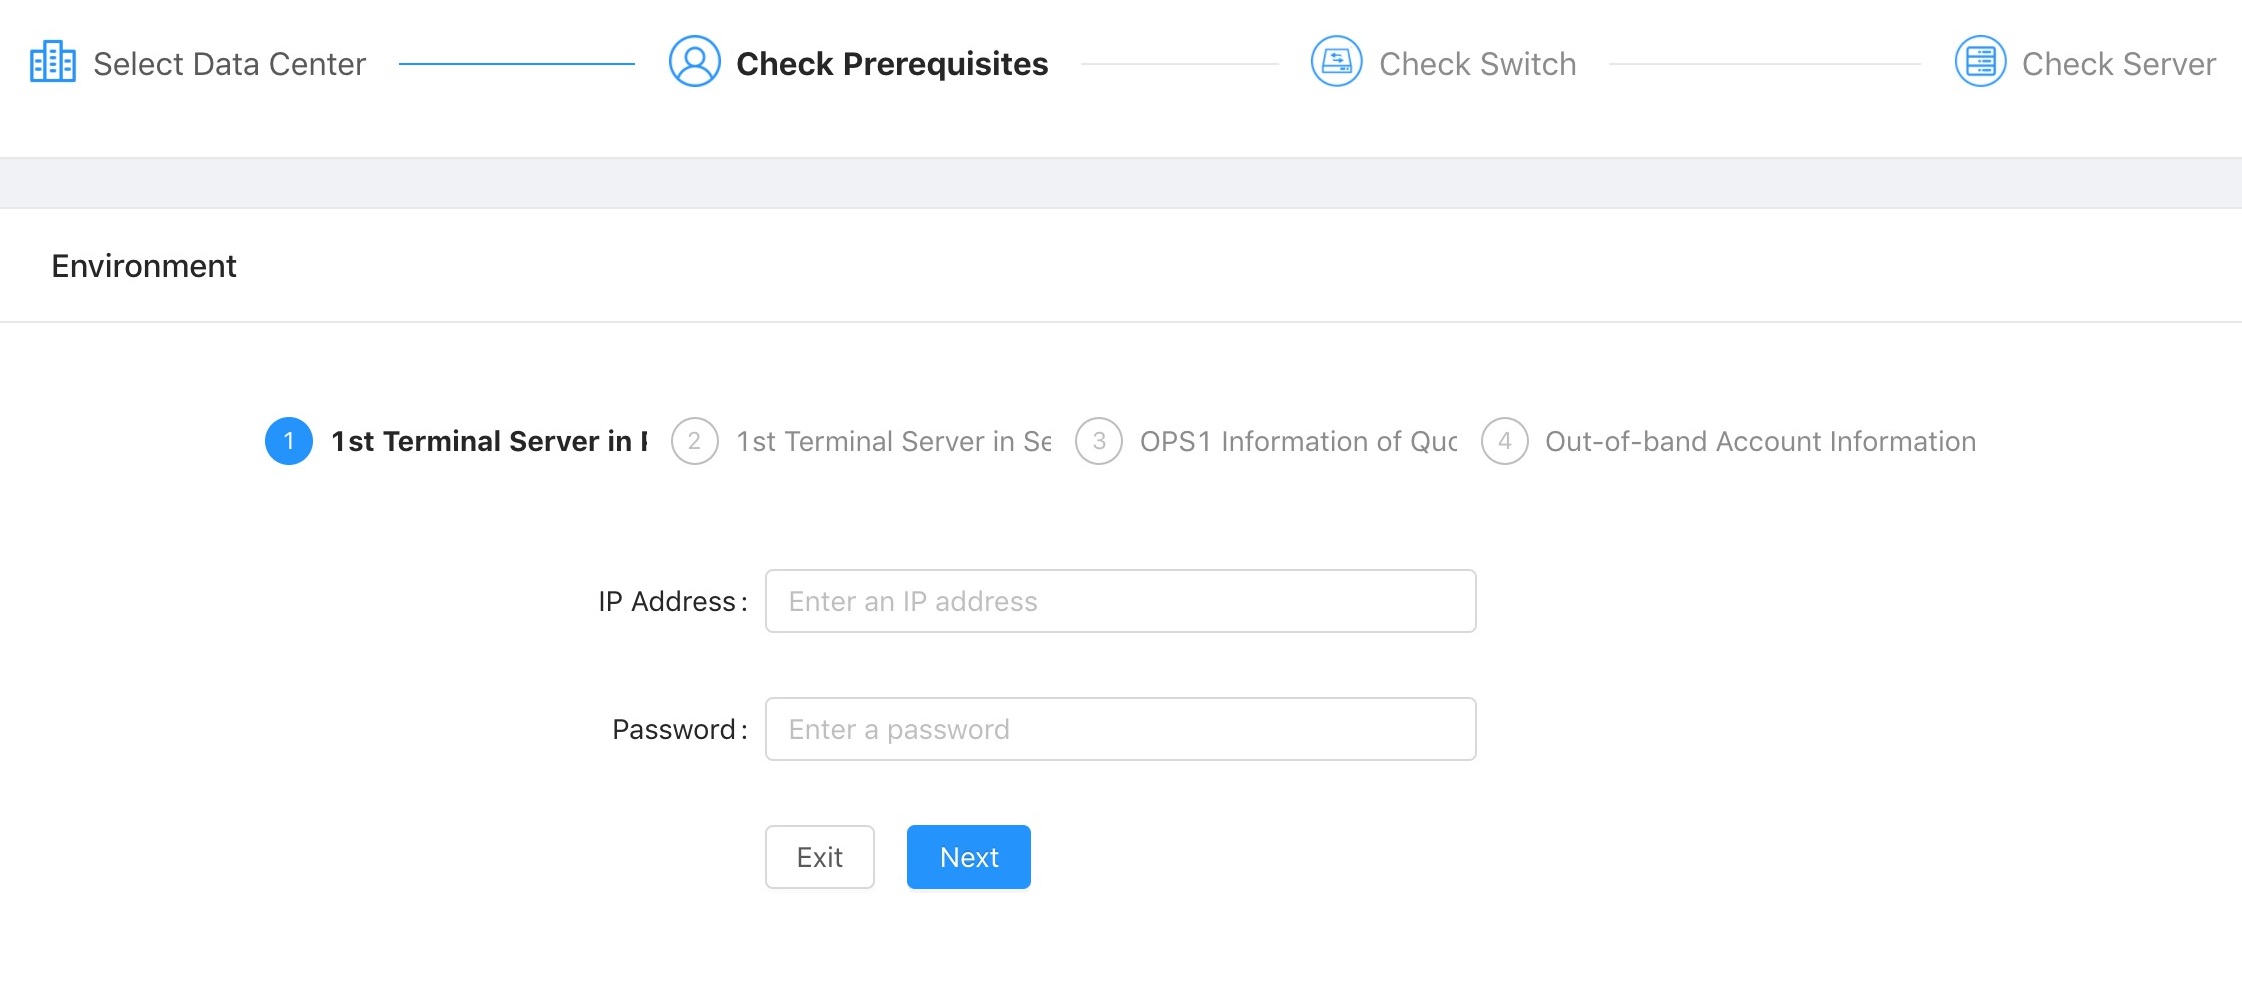 Select Data Center Check Prerequisites Check Switch Check Server
Environment
1 1st Terminal Server in 2 1st Terminal Server in Se 3 OPS1 Information of Quo 4 Out-of-band Account Information
IP Address: Enter an IP address
Password: Enter a password
Exit Next